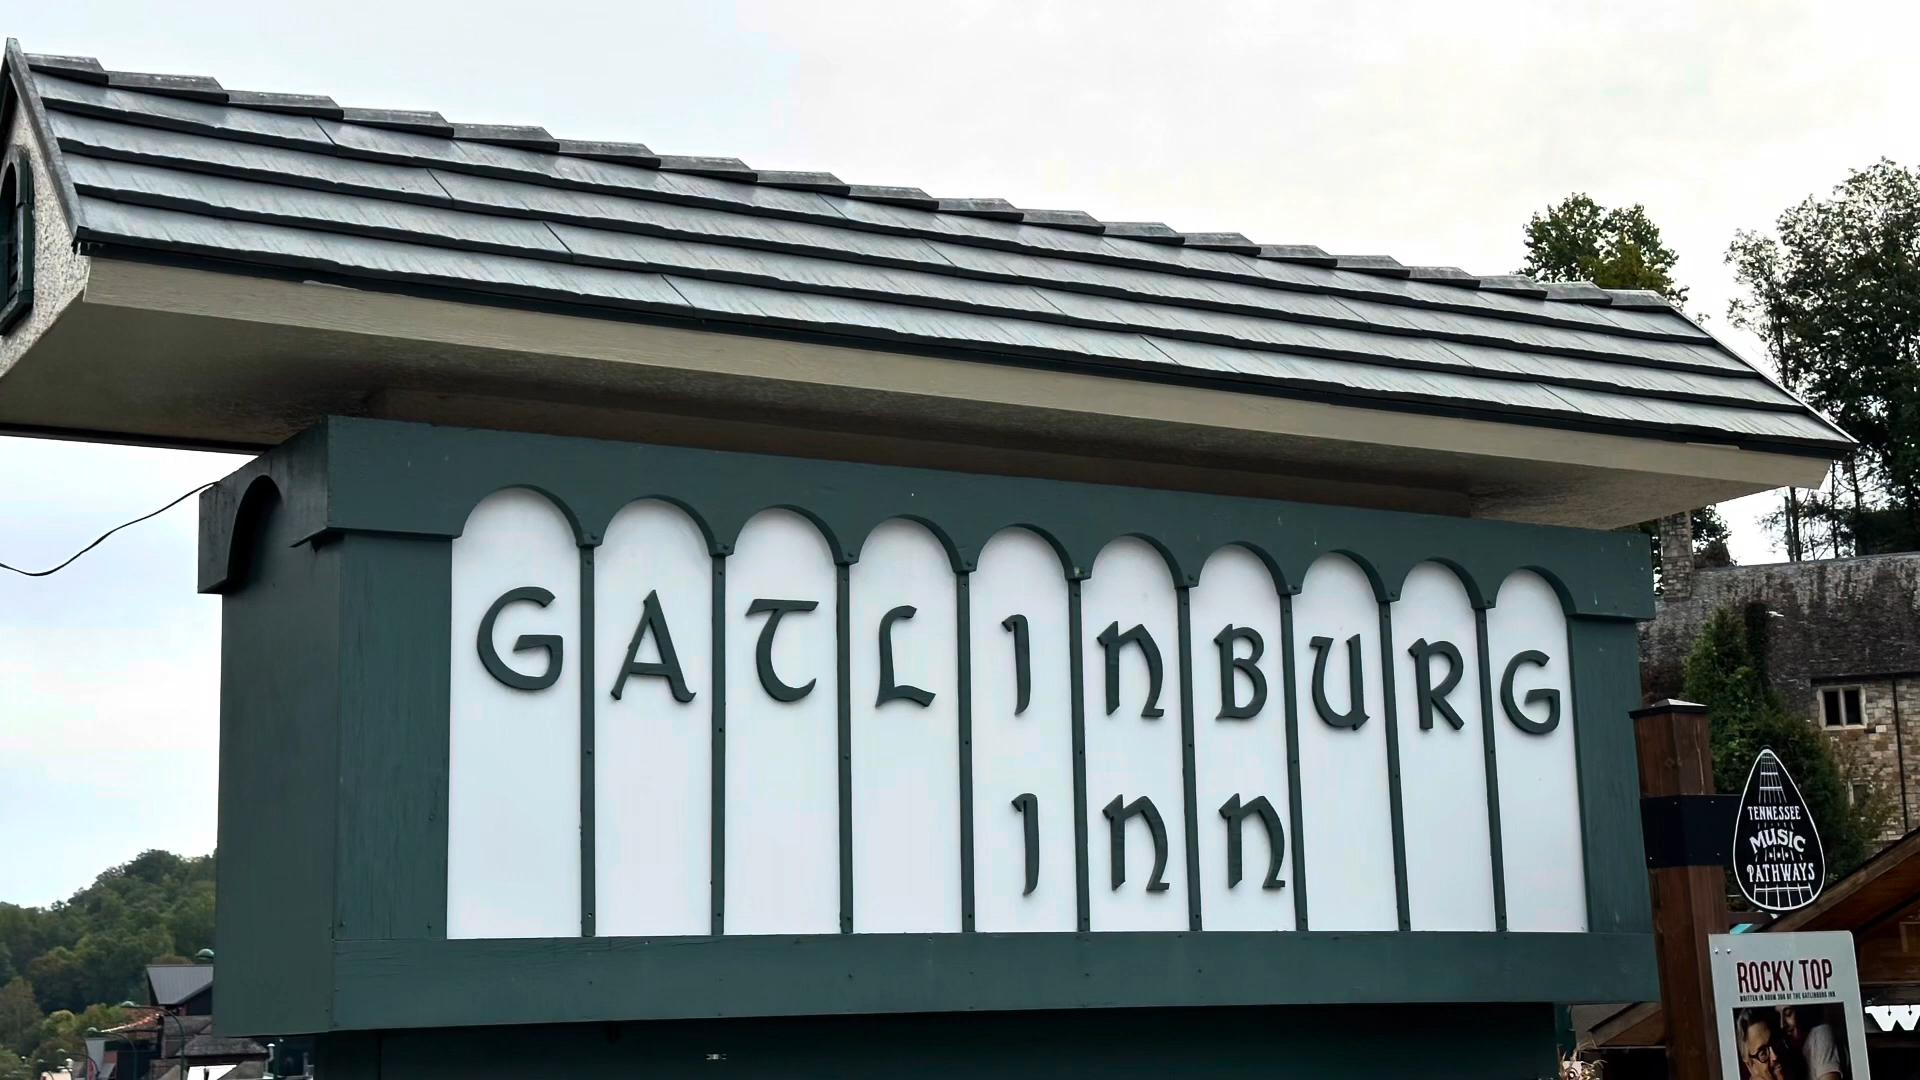 GATLINBURG
INN
TENNESSEE
MUSIC
PATHWAYS
ROCKY TOP
WRITTEN IN ROOM 388 OF THE GATLINBURG INN
W